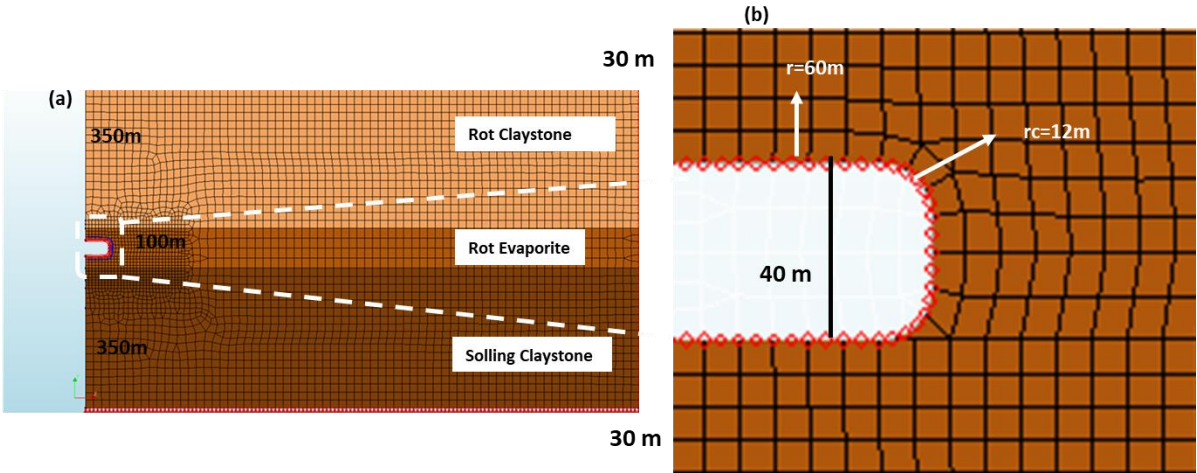 (a)
350m
Rot Claystone
100m
Rot Evaporite
350m
Solling Claystone
(b)
30 m
r=60m
rc=12m
40 m
30 m